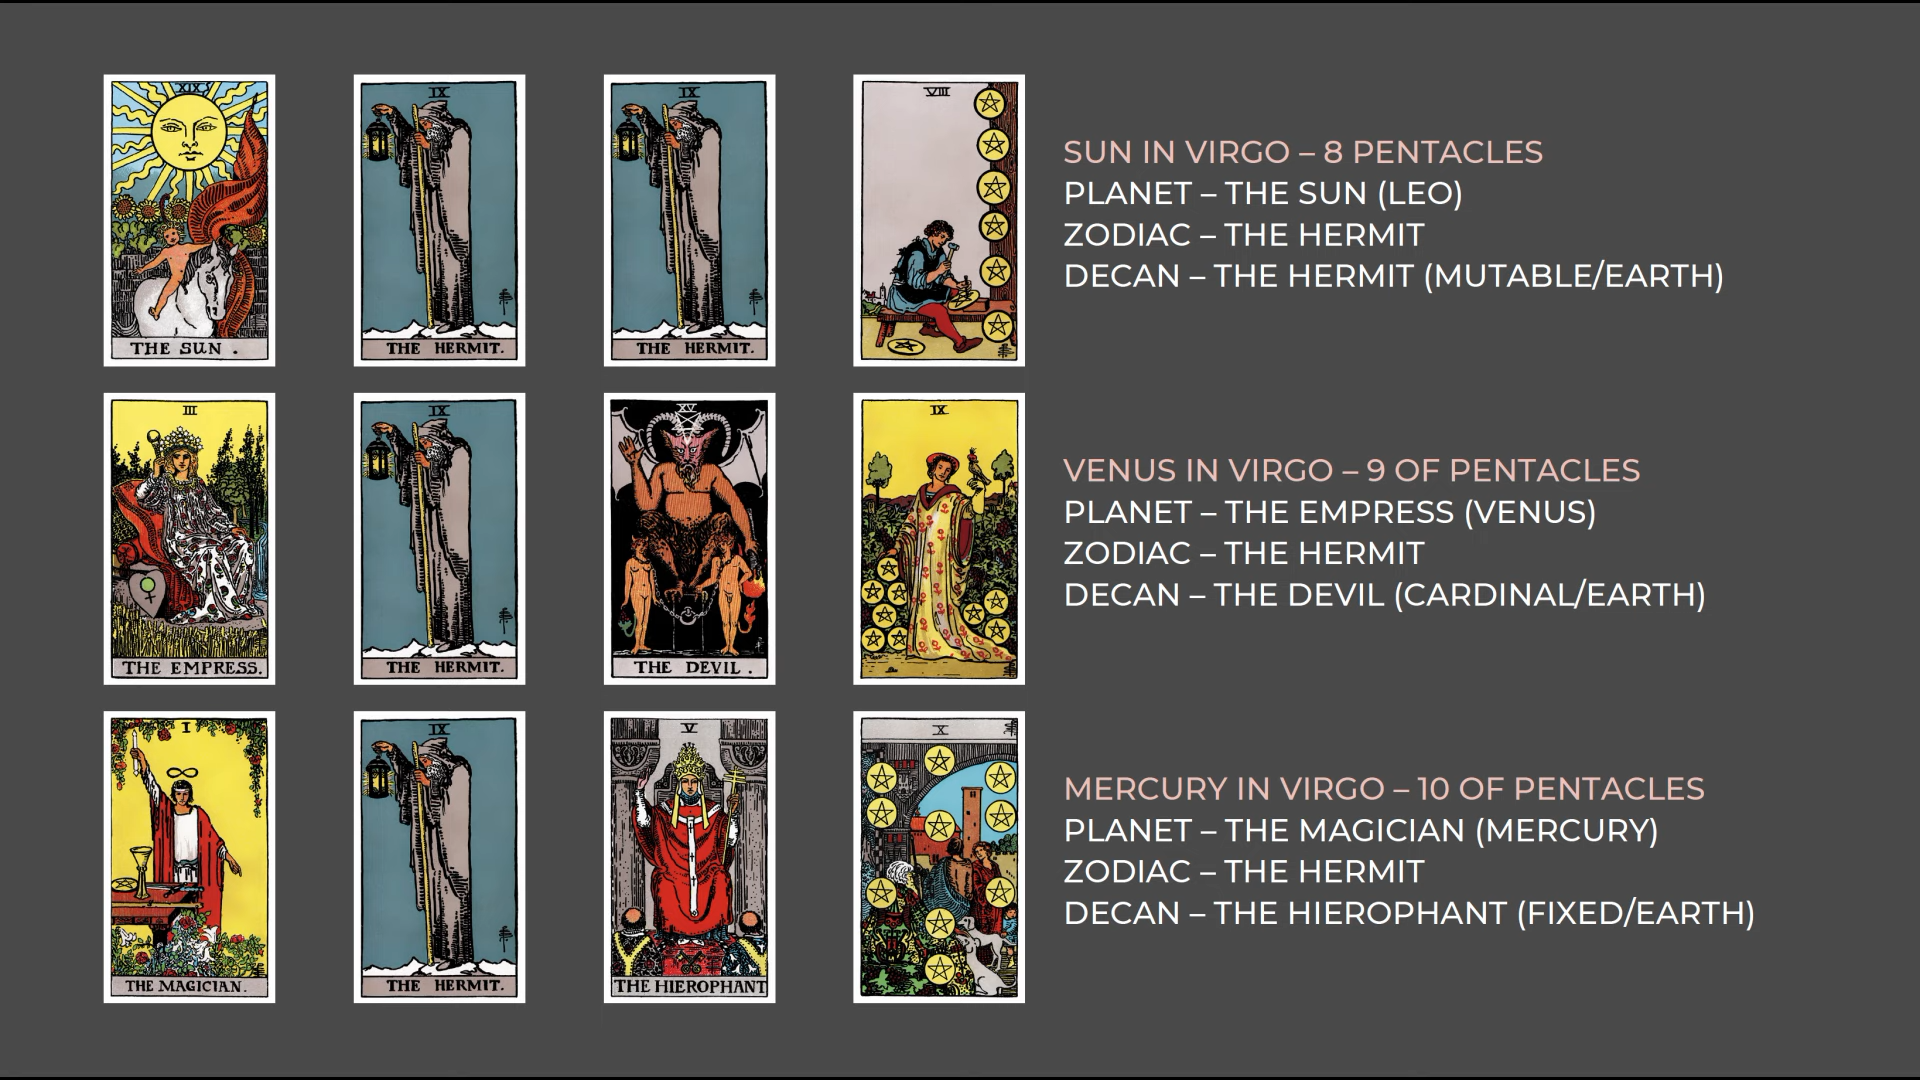 XIX
THE SUN .
IX
THE HERMIT.
IX
THE HERMIT.
VIII
SUN IN VIRGO – 8 PENTACLES
PLANET – THE SUN (LEO)
ZODIAC – THE HERMIT
DECAN – THE HERMIT (MUTABLE/EARTH)
III
THE EMPRESS.
IX
THE HERMIT.
XV
THE DEVIL .
IX
VENUS IN VIRGO – 9 OF PENTACLES
PLANET – THE EMPRESS (VENUS)
ZODIAC – THE HERMIT
DECAN – THE DEVIL (CARDINAL/EARTH)
I
THE MAGICIAN.
IX
THE HERMIT.
V
THE HIEROPHANT
X
MERCURY IN VIRGO – 10 OF PENTACLES
PLANET – THE MAGICIAN (MERCURY)
ZODIAC – THE HERMIT
DECAN – THE HIEROPHANT (FIXED/EARTH)